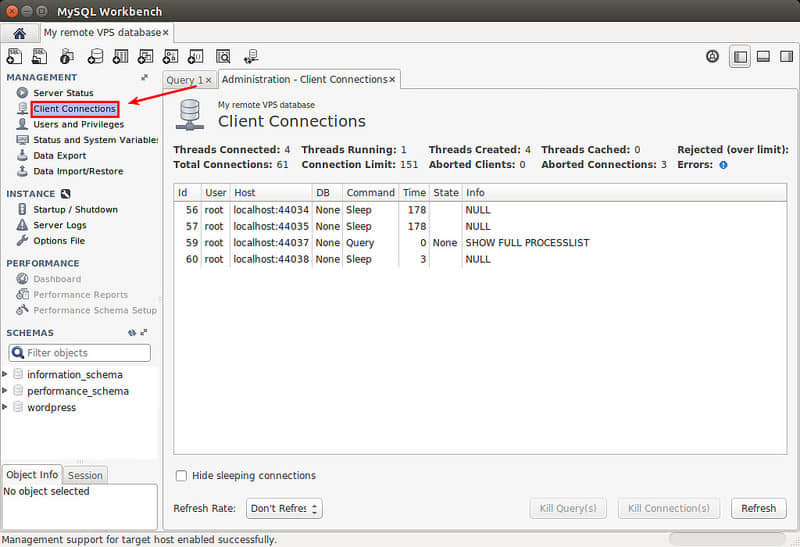 MySQL Workbench
My remote VPS database ×
MANAGEMENT
Server Status
Client Connections
Users and Privileges
Status and System Variables
Data Export
Data Import/Restore
INSTANCE
Startup / Shutdown
Server Logs
Options File
PERFORMANCE
Dashboard
Performance Reports
Performance Schema Setup
SCHEMAS
Filter objects
information_schema
performance_schema
wordpress
Object Info Session
No object selected
Query 1 × Administration - Client Connections ×
My remote VPS database
Client Connections
Threads Connected: 4 Threads Running: 1 Threads Created: 4 Threads Cached: 0 Rejected (over limit):
Total Connections: 61 Connection Limit: 151 Aborted Clients: 0 Aborted Connections: 3 Errors:
Id User Host DB Command Time State Info
56 root localhost:44034 None Sleep 178 NULL
57 root localhost:44035 None Sleep 178 NULL
59 root localhost:44037 None Query 0 None SHOW FULL PROCESSLIST
60 root localhost:44038 None Sleep 3 NULL
Hide sleeping connections
Refresh Rate: Don't Refres Kill Query(s) Kill Connection(s) Refresh
Management support for target host enabled successfully.